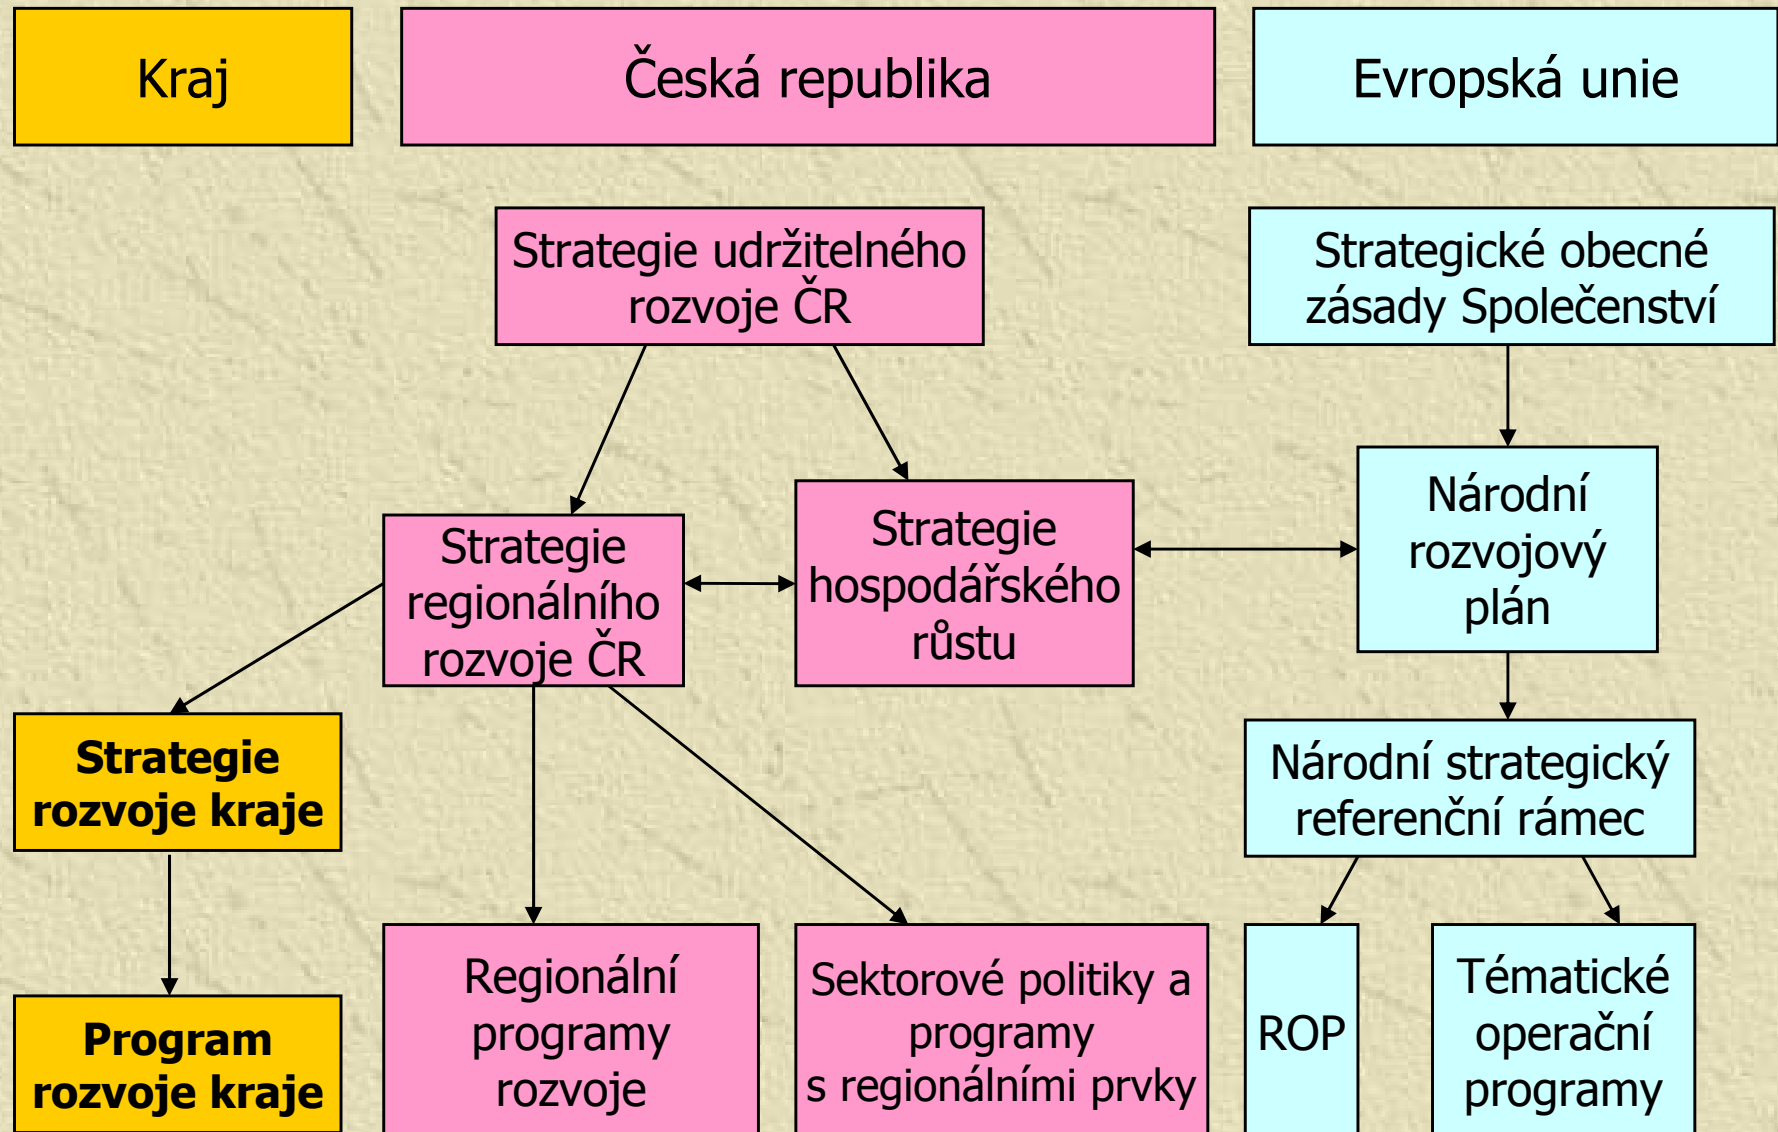 Kraj
Česká republika
Evropská unie
Strategie udržitelného
rozvoje ČR
Strategické obecné
zásady Společenství
Strategie
regionálního
rozvoje ČR
Strategie
hospodářského
růstu
Národní
rozvojový
plán
Strategie
rozvoje kraje
Národní strategický
referenční rámec
Program
rozvoje kraje
Regionální
programy
rozvoje
Sektorové politiky a
programy
s regionálními prvky
ROP
Tématické
operační
programy